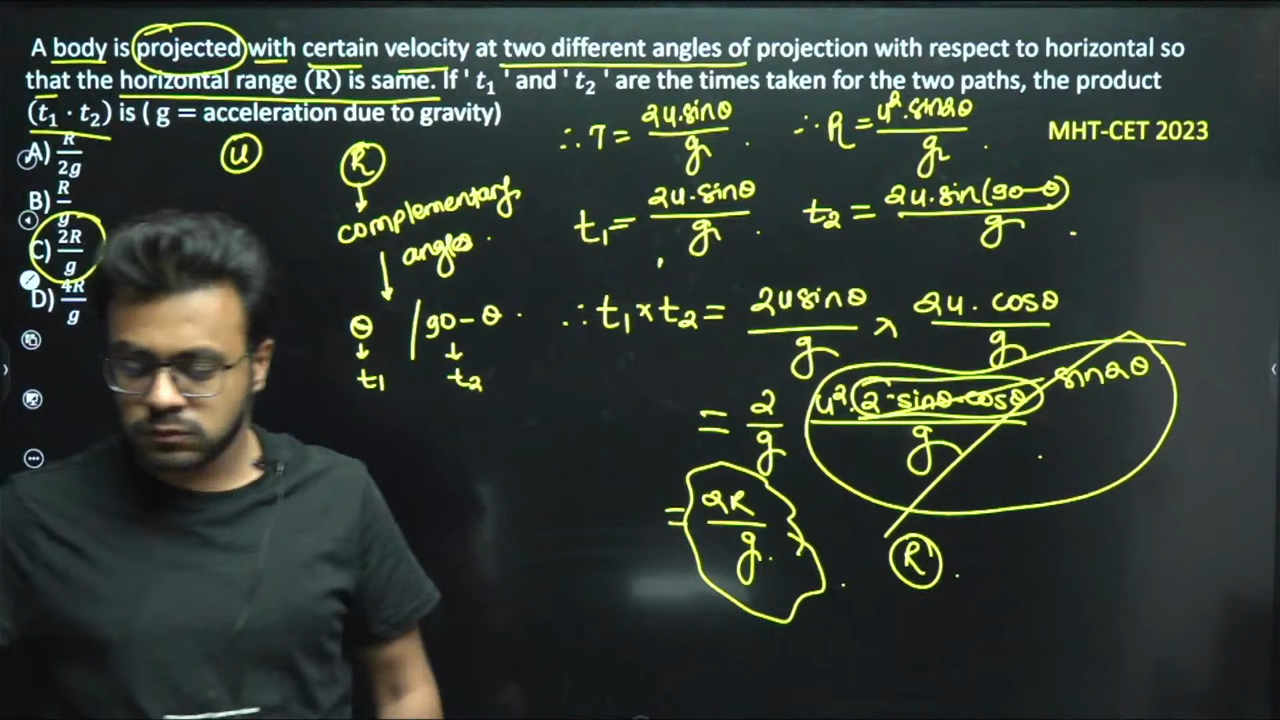 A body is projected with certain velocity at two different angles of projection with respect to horizontal so
that the horizontal range (R) is same. If ' t₁ ' and ' t₂ ' are the times taken for the two paths, the product
(t₁ · t₂) is ( g = acceleration due to gravity)
MHT-CET 2023
A) R/2g
B) R/g
C) 2R/g
D) 4R/g
u
R
complementary
angles.
θ / 90-θ.
t₁ t₂
∴ T = 2u.sinθ/g . ∴ R = u².sin2θ/g .
t₁ = 2u.sinθ/g . t₂ = 2u.sin(90-θ)/g .
∴ t₁ × t₂ = 2usinθ/g × 2u.cosθ/g
= 2/g u².(2.sinθ.cosθ)/g sin2θ
= 2R/g .
R .